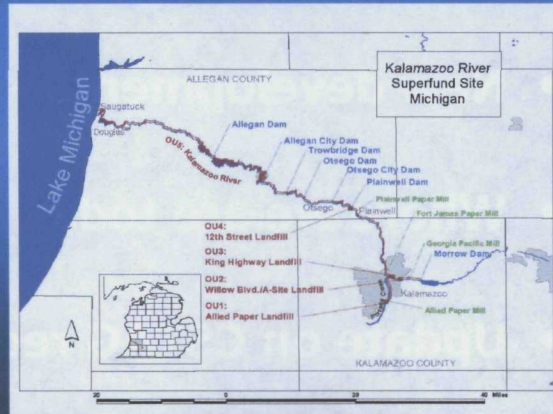 Kalamazoo River
Superfund Site
Michigan
ALLEGAN COUNTY
Lake Michigan
Saugatuck
Douglas
Allegan Dam
OU5: Kalamazoo River
Allegan City Dam
Trowbridge Dam
Otsego Dam
Otsego City Dam
Plainwell Dam
Otsego
Plainwell
Plainwell Paper Mill
Fort James Paper Mill
OU4:
12th Street Landfill
OU3:
King Highway Landfill
Georgia Pacific Mill
Morrow Dam
OU2:
Willow Blvd./A-Site Landfill
Kalamazoo
OU1:
Allied Paper Landfill
Allied Paper Mill
N
KALAMAZOO COUNTY
20
0
20
40 Miles